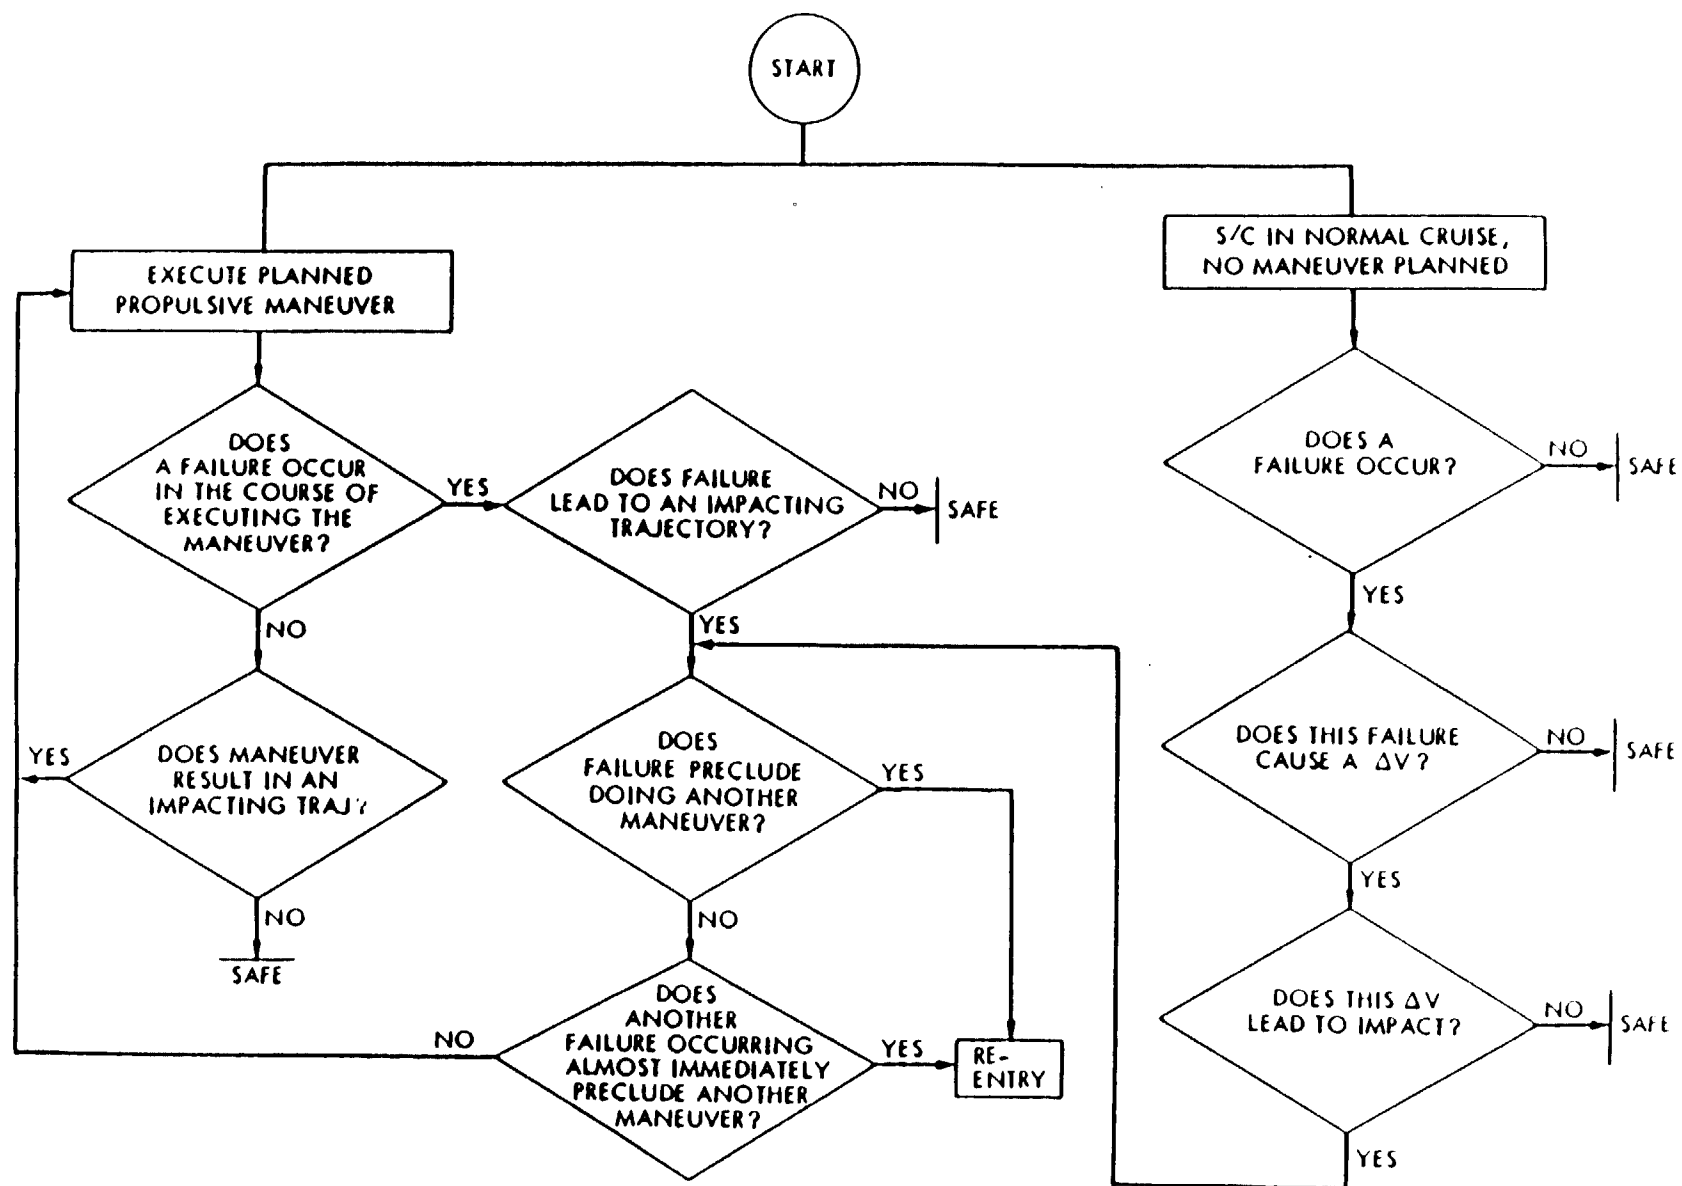 START
EXECUTE PLANNED
PROPULSIVE MANEUVER
S/C IN NORMAL CRUISE,
NO MANEUVER PLANNED
DOES
A FAILURE OCCUR
IN THE COURSE OF
EXECUTING THE
MANEUVER?
YES
DOES FAILURE
LEAD TO AN IMPACTING
TRAJECTORY?
NO
SAFE
DOES A
FAILURE OCCUR?
NO
SAFE
NO
YES
YES
YES
DOES MANEUVER
RESULT IN AN
IMPACTING TRAJ?
NO
SAFE
DOES
FAILURE PRECLUDE
DOING ANOTHER
MANEUVER?
YES
NO
DOES THIS FAILURE
CAUSE A ΔV?
NO
SAFE
YES
DOES
ANOTHER
FAILURE OCCURRING
ALMOST IMMEDIATELY
PRECLUDE ANOTHER
MANEUVER?
NO
YES
RE-
ENTRY
DOES THIS ΔV
LEAD TO IMPACT?
NO
SAFE
YES